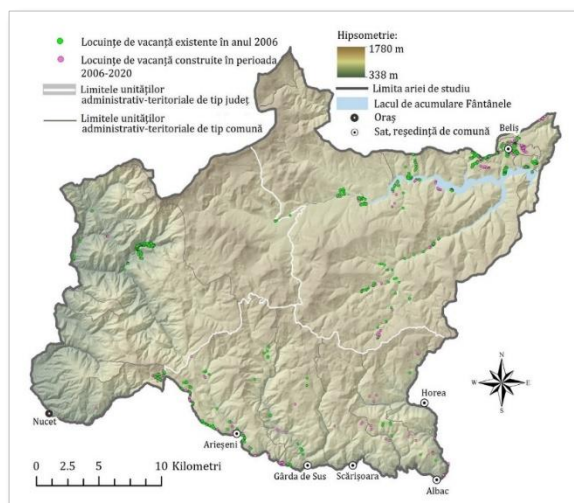 Locuințe de vacanță existente în anul 2006
Locuințe de vacanță construite în perioada
2006-2020
Limitele unităților
administrativ-teritoriale de tip județ
Limitele unităților
administrativ-teritoriale de tip comună
Hipsometrie:
1780 m
338 m
Limita ariei de studiu
Lacul de acumulare Fântânele
Oraș
Sat, reședință de comună
Beliș
N
W
E
S
Horea
Nucet
Arieșeni
Gârda de Sus
Scărișoara
Albac
0 2.5 5 10 Kilometri